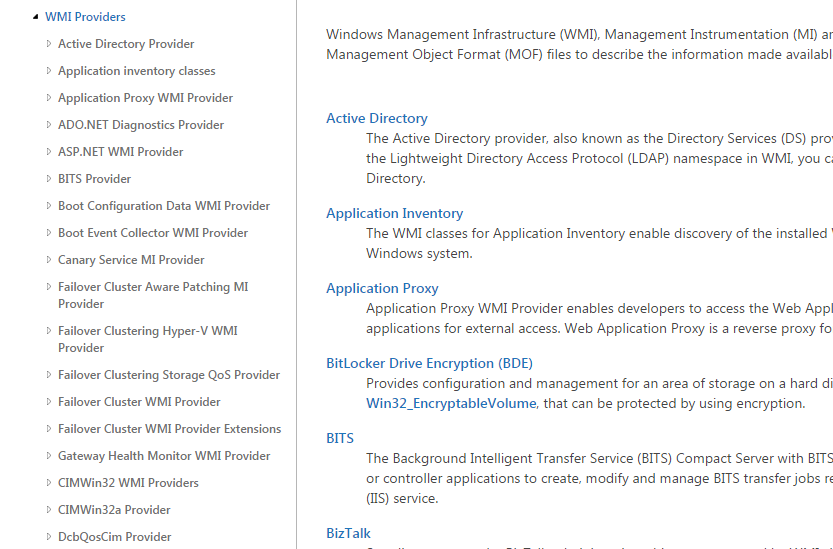 WMI Providers
Active Directory Provider
Application inventory classes
Application Proxy WMI Provider
ADO.NET Diagnostics Provider
ASP.NET WMI Provider
BITS Provider
Boot Configuration Data WMI Provider
Boot Event Collector WMI Provider
Canary Service MI Provider
Failover Cluster Aware Patching MI
Provider
Failover Clustering Hyper-V WMI
Provider
Failover Clustering Storage QoS Provider
Failover Cluster WMI Provider
Failover Cluster WMI Provider Extensions
Gateway Health Monitor WMI Provider
CIMWin32 WMI Providers
CIMWin32a Provider
DcbQosCim Provider
Windows Management Infrastructure (WMI), Management Instrumentation (MI)
Management Object Format (MOF) files to describe the information made
Active Directory
The Active Directory provider, also known as the Directory Services (DS)
the Lightweight Directory Access Protocol (LDAP) namespace in WMI, you
Directory.
Application Inventory
The WMI classes for Application Inventory enable discovery of the installed
Windows system.
Application Proxy
Application Proxy WMI Provider enables developers to access the Web
applications for external access. Web Application Proxy is a reverse proxy
BitLocker Drive Encryption (BDE)
Provides configuration and management for an area of storage on a hard
Win32_EncryptableVolume, that can be protected by using encryption.
BITS
The Background Intelligent Transfer Service (BITS) Compact Server with BITS
or controller applications to create, modify and manage BITS transfer jobs
(IIS) service.
BizTalk